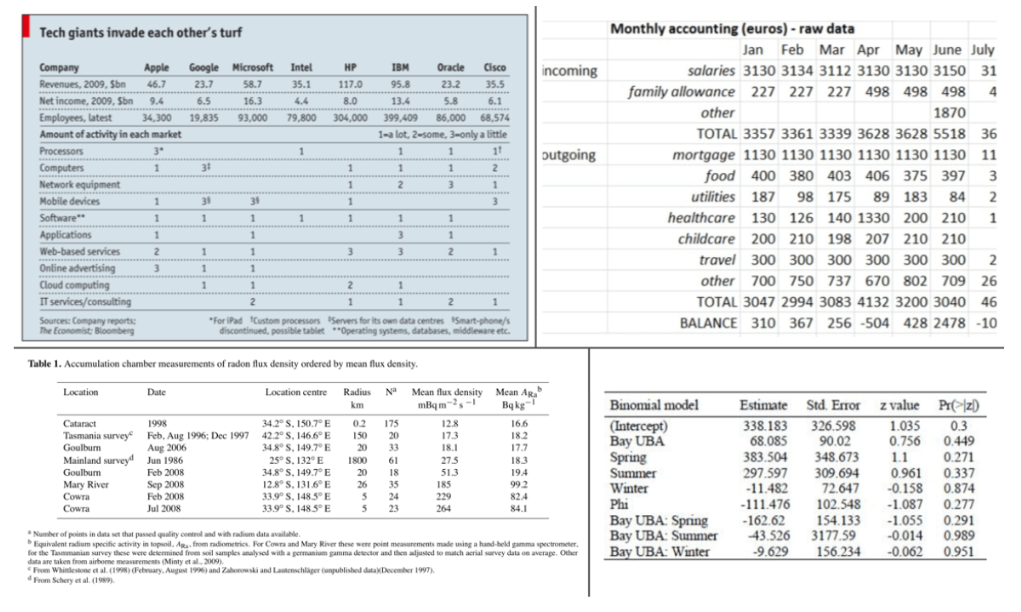 Tech giants invade each other's turf
Company Apple Google Microsoft Intel HP IBM Oracle Cisco
Revenues, 2009, $bn 46.7 23.7 58.7 35.1 117.0 95.8 23.2 35.5
Net income, 2009, $bn 9.4 6.5 16.3 4.4 8.0 13.4 5.8 6.1
Employees, latest 34,300 19,835 93,000 79,800 304,000 399,409 86,000 68,574
Amount of activity in each market 1=a lot, 2=some, 3=only a little
Processors 3* 1 1 1 1†
Computers 1 3‡ 1 1 1 2
Network equipment 1 2 3 1
Mobile devices 1 3§ 3§ 1 3
Software** 1 1 1 1 1 1 1
Applications 1 1 3 1
Web-based services 2 1 1 3 3 2 1
Online advertising 3 1 1
Cloud computing 1 1 2 1
IT services/consulting 2 1 1 2 1
Sources: Company reports; *For iPad †Custom processors ‡Servers for its own data centres §Smart-phone/s
The Economist; Bloomberg discontinued, possible tablet **Operating systems, databases, middleware etc.
Monthly accounting (euros) - raw data
Jan Feb Mar Apr May June July
incoming salaries 3130 3134 3112 3130 3130 3150 31
family allowance 227 227 227 498 498 498 4
other 1870
TOTAL 3357 3361 3339 3628 3628 5518 36
outgoing mortgage 1130 1130 1130 1130 1130 1130 11
food 400 380 403 406 375 397 3
utilities 187 98 175 89 183 84 2
healthcare 130 126 140 1330 200 210 1
childcare 200 210 198 207 210 210
travel 300 300 300 300 300 300 2
other 700 750 737 670 802 709 26
TOTAL 3047 2994 3083 4132 3200 3040 46
BALANCE 310 367 256 -504 428 2478 -10
Table 1. Accumulation chamber measurements of radon flux density ordered by mean flux density.
Location Date Location centre Radius Nᵃ Mean flux density Mean A_Raᵇ
km mBq m⁻² s⁻¹ Bq kg⁻¹
Cataract 1998 34.2° S, 150.7° E 0.2 175 12.8 16.6
Tasmania surveyᶜ Feb, Aug 1996; Dec 1997 42.2° S, 146.6° E 150 20 17.3 18.2
Goulburn Aug 2006 34.8° S, 149.7° E 20 33 18.1 17.7
Mainland surveyᵈ Jun 1986 25° S, 132° E 1800 61 27.5 18.3
Goulburn Feb 2008 34.8° S, 149.7° E 20 18 51.3 19.4
Mary River Sep 2008 12.8° S, 131.6° E 26 35 185 99.2
Cowra Feb 2008 33.9° S, 148.5° E 5 24 229 82.4
Cowra Jul 2008 33.9° S, 148.5° E 5 23 264 84.1
ᵃ Number of points in data set that passed quality control and with radium data available.
ᵇ Equivalent radium specific activity in topsoil, A_Ra, from radiometrics. For Cowra and Mary River these were point measurements made using a hand-held gamma spectrometer,
for the Tasmanian survey these were determined from soil samples analysed with a germanium gamma detector and then adjusted to match aerial survey data on average. Other
data are taken from airborne measurements (Minty et al., 2009).
ᶜ From Whittlestone et al. (1998) (February, August 1996) and Zahorowski and Lautenschläger (unpublished data)(December 1997).
ᵈ From Schery et al. (1989).
Binomial model Estimate Std. Error z value Pr(>|z|)
(Intercept) 338.183 326.598 1.035 0.3
Bay UBA 68.085 90.02 0.756 0.449
Spring 383.504 348.673 1.1 0.271
Summer 297.597 309.694 0.961 0.337
Winter -11.482 72.647 -0.158 0.874
Phi -111.476 102.548 -1.087 0.277
Bay UBA: Spring -162.62 154.133 -1.055 0.291
Bay UBA: Summer -43.526 3177.59 -0.014 0.989
Bay UBA: Winter -9.629 156.234 -0.062 0.951